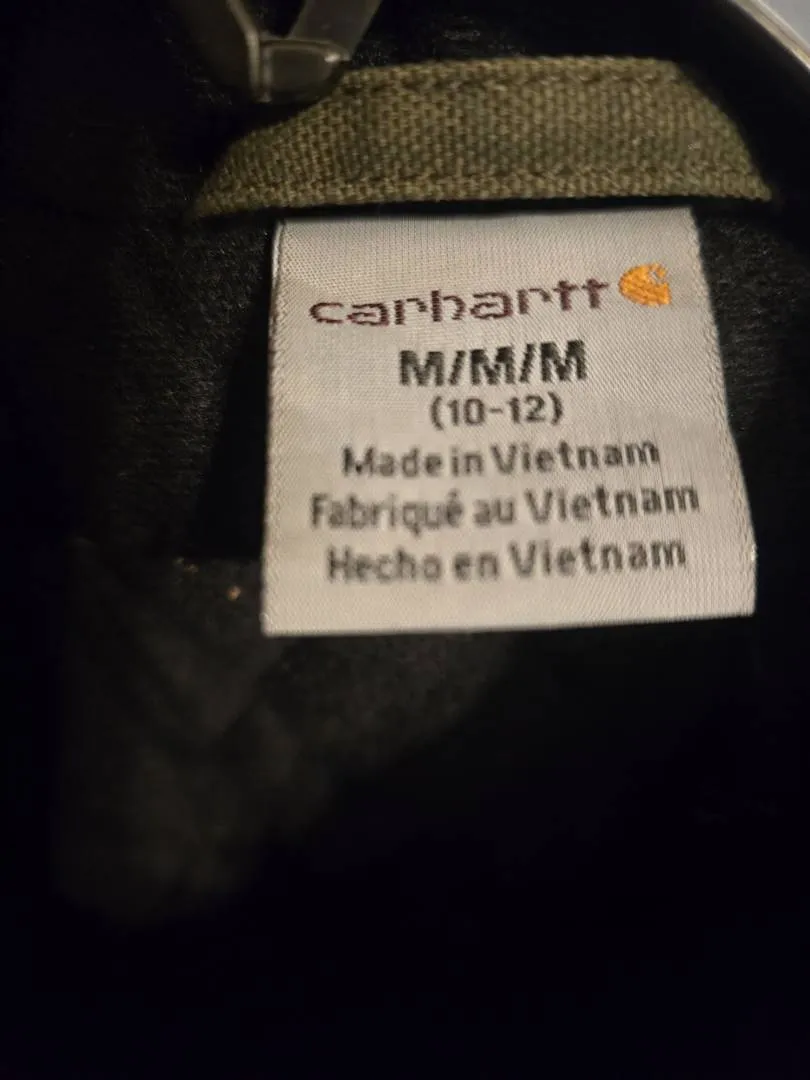 carhartt
M/M/M
(10-12)
Made in Vietnam
Fabriqué au Vietnam
Hecho en Vietnam